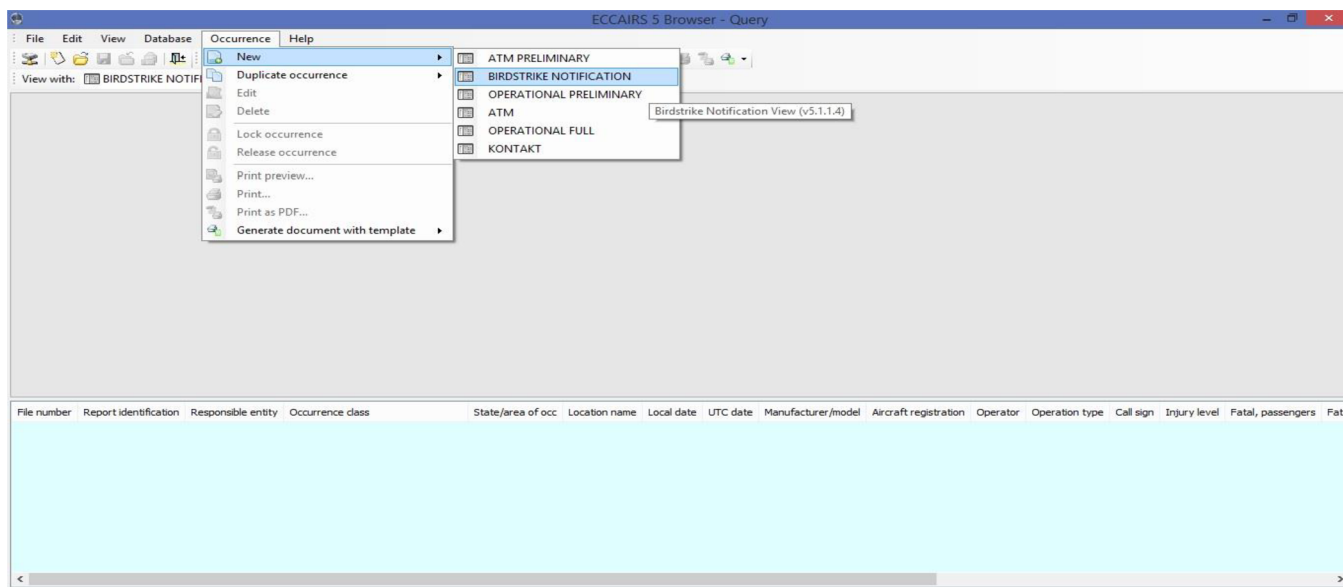 ECCAIRS 5 Browser - Query
File Edit View Database Occurrence Help
View with: BIRDSTRIKE NOTIFI
New
Duplicate occurrence
Edit
Delete
Lock occurrence
Release occurrence
Print preview...
Print...
Print as PDF...
Generate document with template
ATM PRELIMINARY
BIRDSTRIKE NOTIFICATION
OPERATIONAL PRELIMINARY
ATM
OPERATIONAL FULL
KONTAKT
Birdstrike Notification View (v5.1.1.4)
File number Report identification Responsible entity Occurrence class State/area of occ Location name Local date UTC date Manufacturer/model Aircraft registration Operator Operation type Call sign Injury level Fatal, passengers Fat